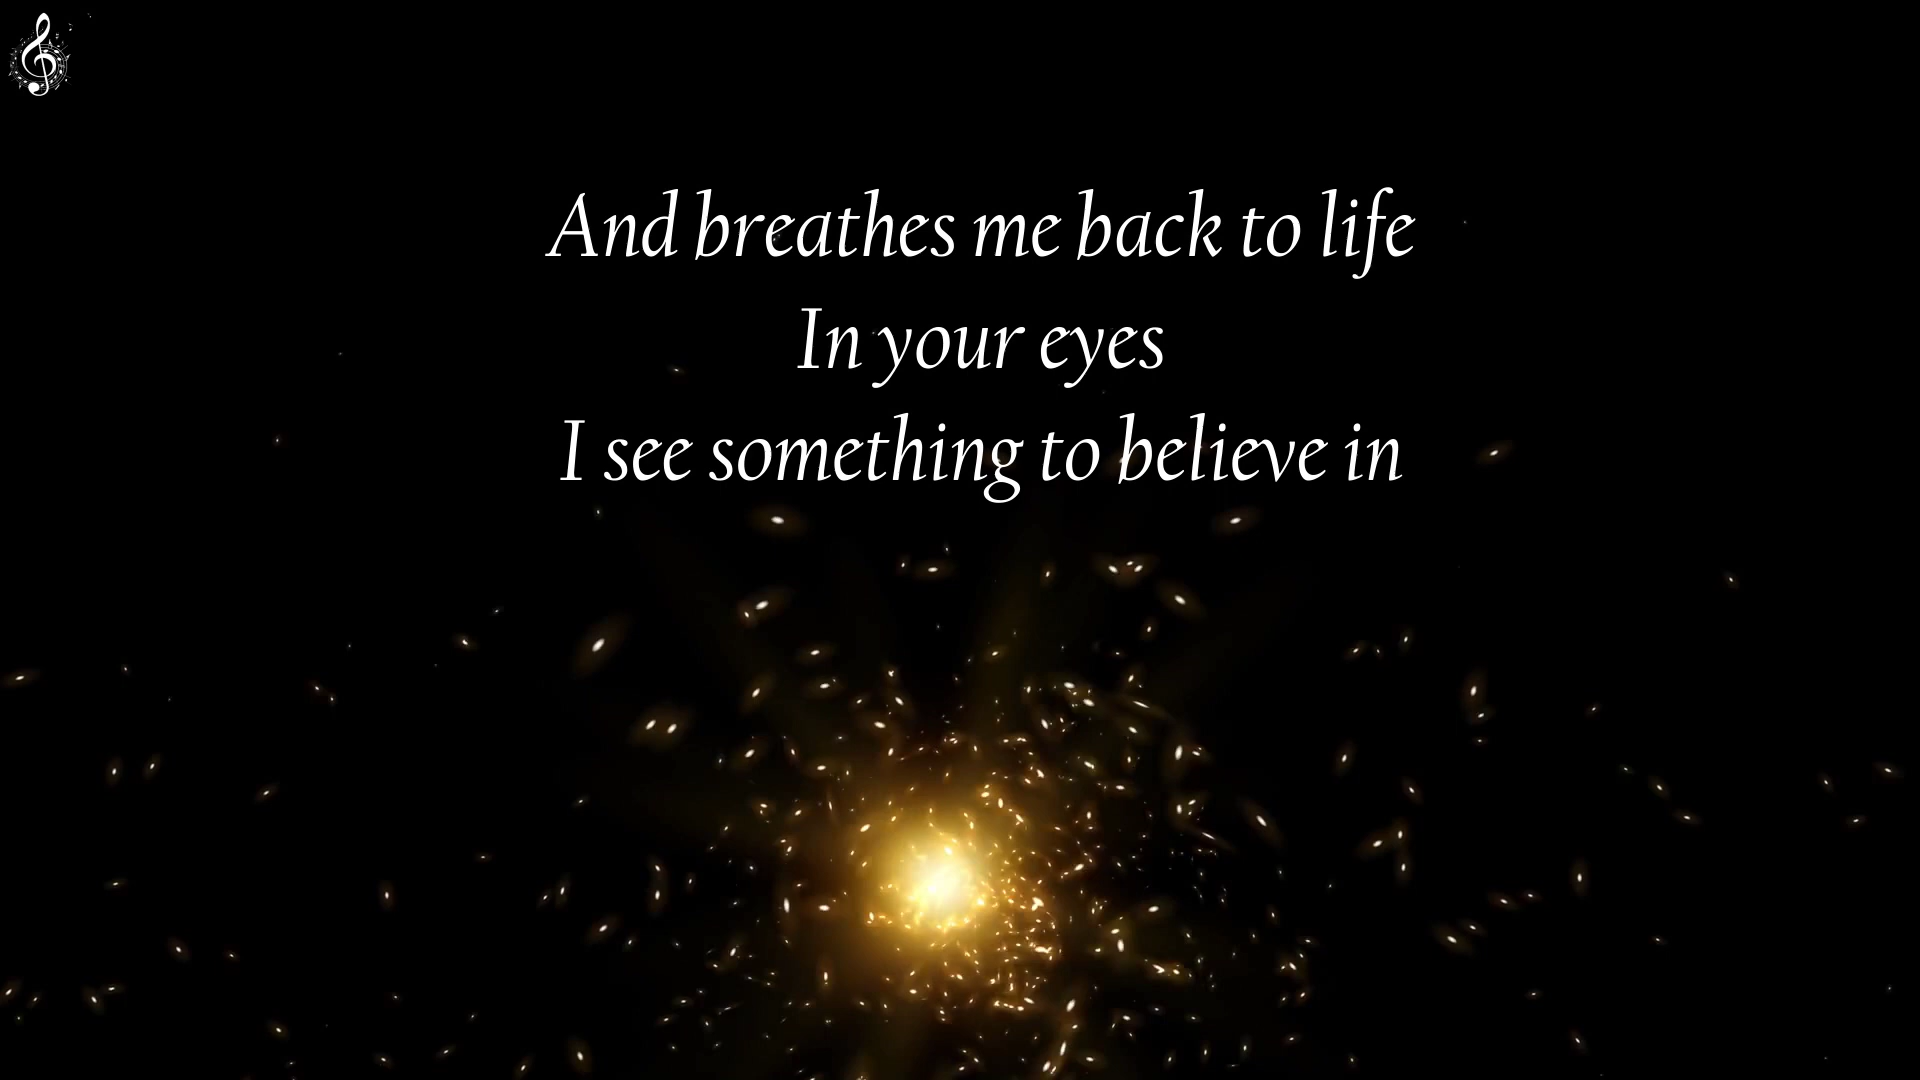 And breathes me back to life
In your eyes
I see something to believe in